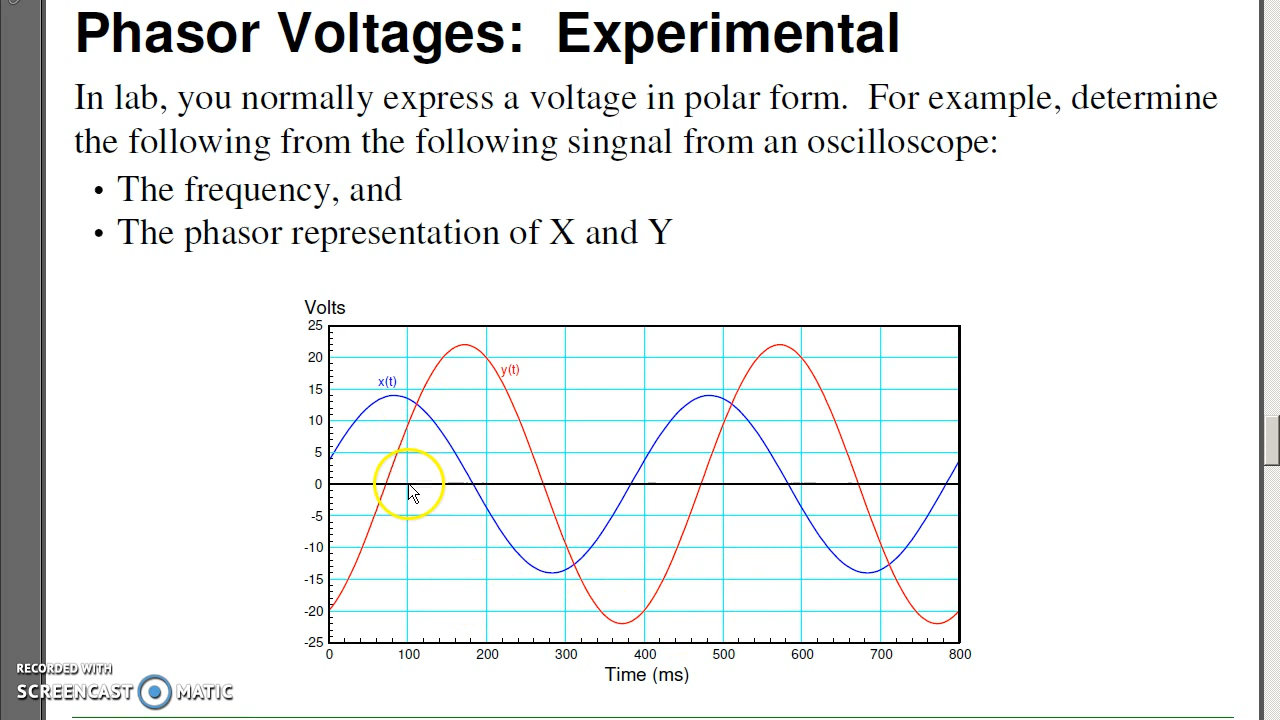 Phasor Voltages: Experimental
In lab, you normally express a voltage in polar form. For example, determine
the following from the following singnal from an oscilloscope:
• The frequency, and
• The phasor representation of X and Y
Volts
25
20
15
10
5
0
-5
-10
-15
-20
-25
x(t)
y(t)
0 100 200 300 400 500 600 700 800
Time (ms)
RECORDED WITH
SCREENCAST MATIC